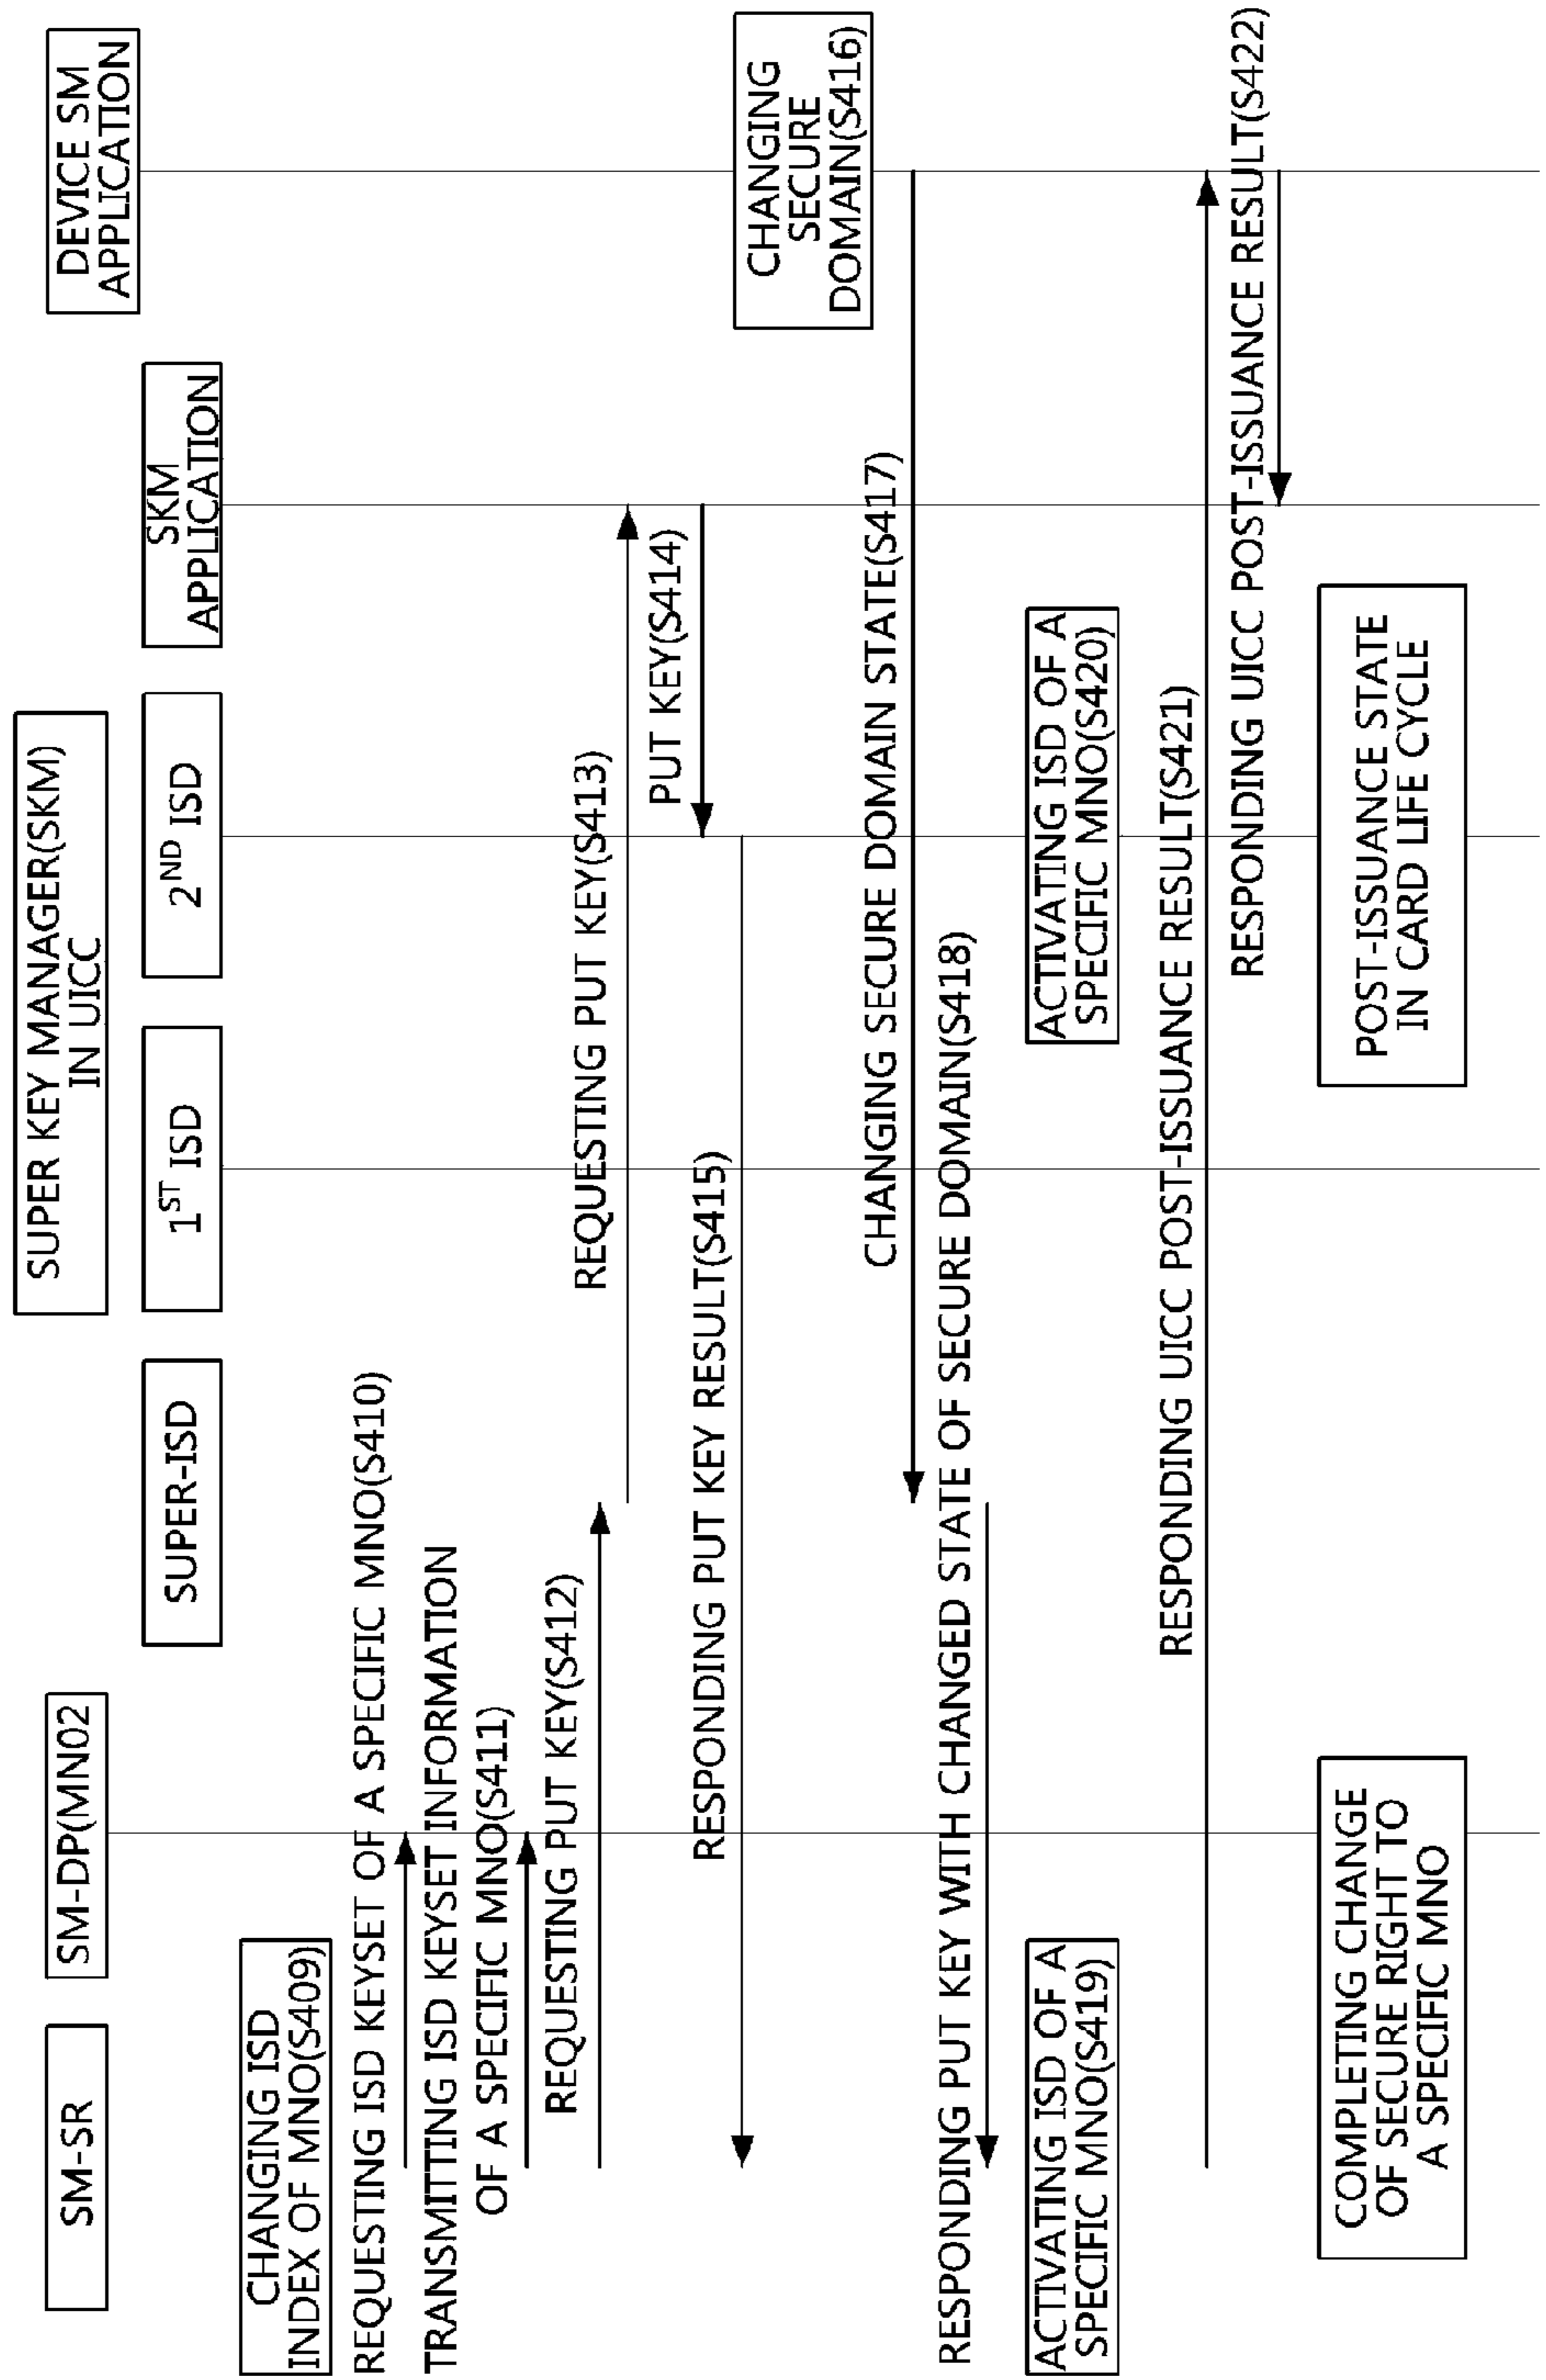 SUPER KEY MANAGER(SKM)
IN UICC
SM-SR
SM-DP(MN02
SUPER-ISD
1ST ISD
2ND ISD
SKM
APPLICATION
DEVICE SM
APPLICATION
CHANGING ISD
INDEX OF MNO(S409)
REQUESTING ISD KEYSET OF A SPECIFIC MNO(S410)
TRANSMITTING ISD KEYSET INFORMATION
OF A SPECIFIC MNO(S411)
REQUESTING PUT KEY(S412)
REQUESTING PUT KEY(S413)
PUT KEY(S414)
RESPONDING PUT KEY RESULT(S415)
CHANGING
SECURE
DOMAIN(S416)
CHANGING SECURE DOMAIN STATE(S417)
RESPONDING PUT KEY WITH CHANGED STATE OF SECURE DOMAIN(S418)
ACTIVATING ISD OF A
SPECIFIC MNO(S419)
ACTIVATING ISD OF A
SPECIFIC MNO(S420)
RESPONDING UICC POST-ISSUANCE RESULT(S421)
RESPONDING UICC POST-ISSUANCE RESULT(S422)
COMPLETING CHANGE
OF SECURE RIGHT TO
A SPECIFIC MNO
POST-ISSUANCE STATE
IN CARD LIFE CYCLE